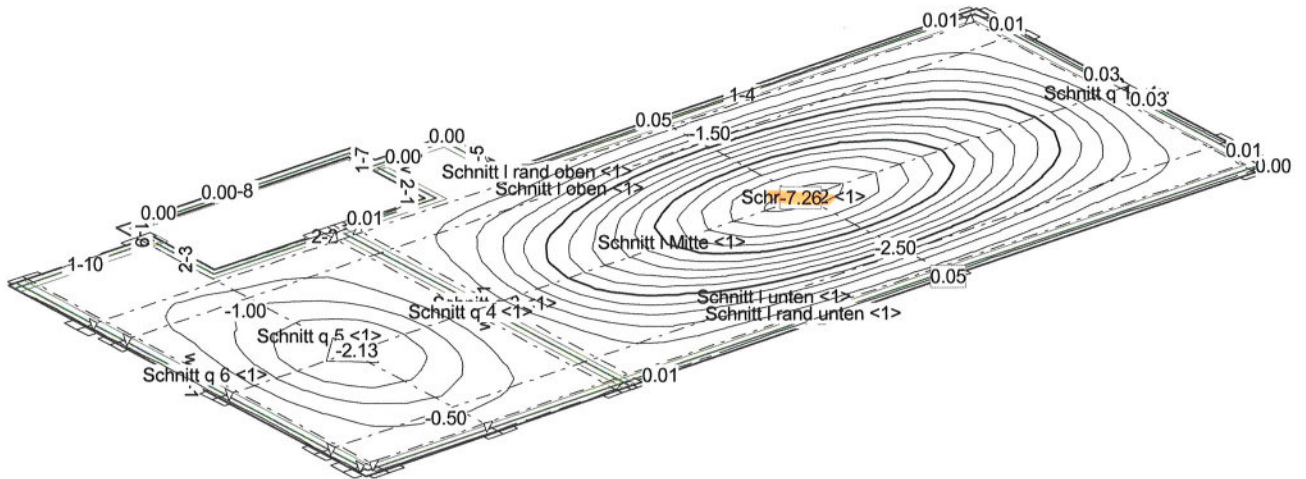 0.01
0.01
0.03
Schnitt q 1
0.03
1-4
0.05
-1.50
0.00
1-7
0.00
-5
0.01
0.00
Schnitt l rand oben <1>
2-1
Schnitt l oben <1>
0.00-8
Schr-7.262 <1>
0.00
0.01
1-9
2-2
Schnitt l Mitte <1>
2.50
2-3
1-10
0.05
Schnitt l unten <1>
-1.00
Schnitt q 4 <1>
Schnitt l rand unten <1>
Schnitt q 5 <1>
-2.13
Schnitt q 6 <1>
0.01
-0.50